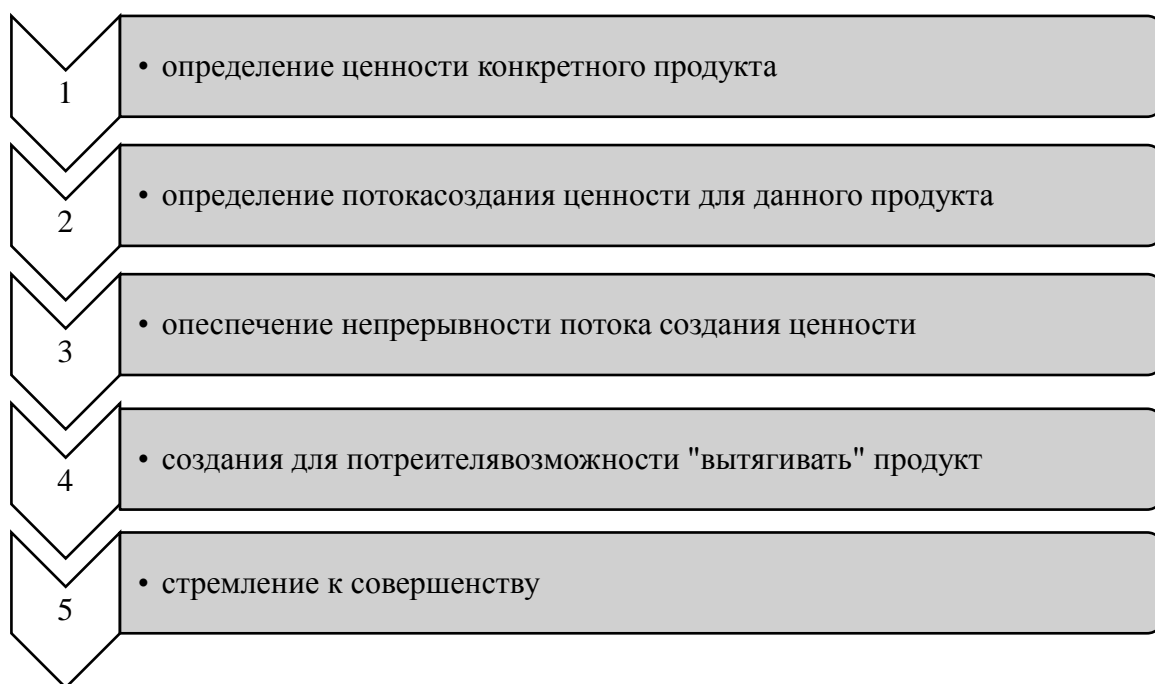 1
• определение ценности конкретного продукта
2
• определение потокасоздания ценности для данного продукта
3
• опеспечение непрерывности потока создания ценности
4
• создания для потреителявозможности "вытягивать" продукт
5
• стремление к совершенству